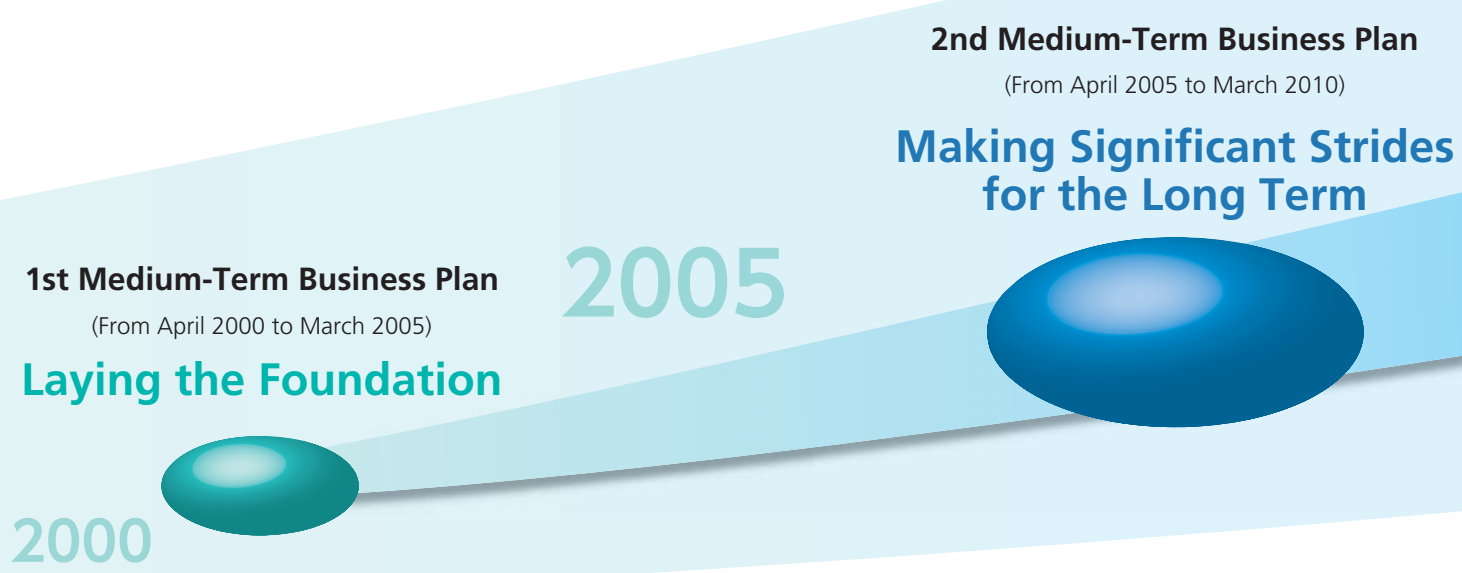 2nd Medium-Term Business Plan
(From April 2005 to March 2010)
Making Significant Strides
for the Long Term
2005
1st Medium-Term Business Plan
(From April 2000 to March 2005)
Laying the Foundation
2000